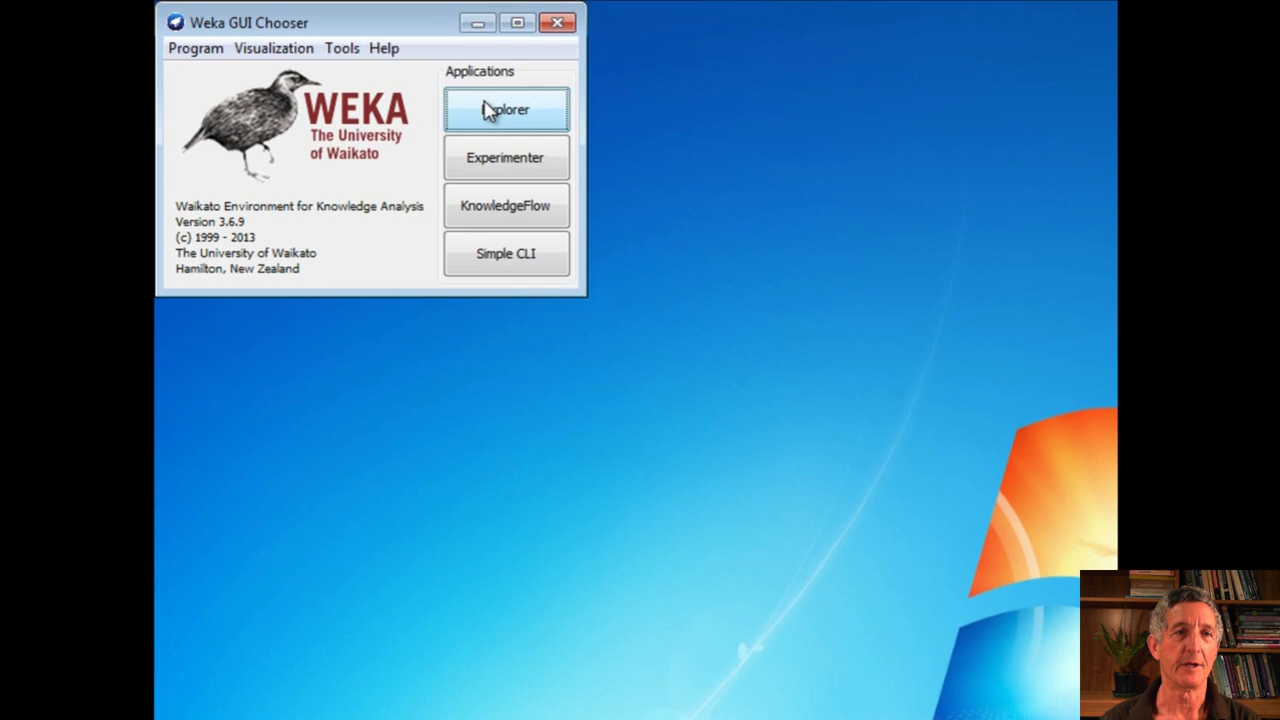 Weka GUI Chooser
Program Visualization Tools Help
WEKA
The University
of Waikato
Waikato Environment for Knowledge Analysis
Version 3.6.9
(c) 1999 - 2013
The University of Waikato
Hamilton, New Zealand
Applications
Experimenter
KnowledgeFlow
Simple CLI